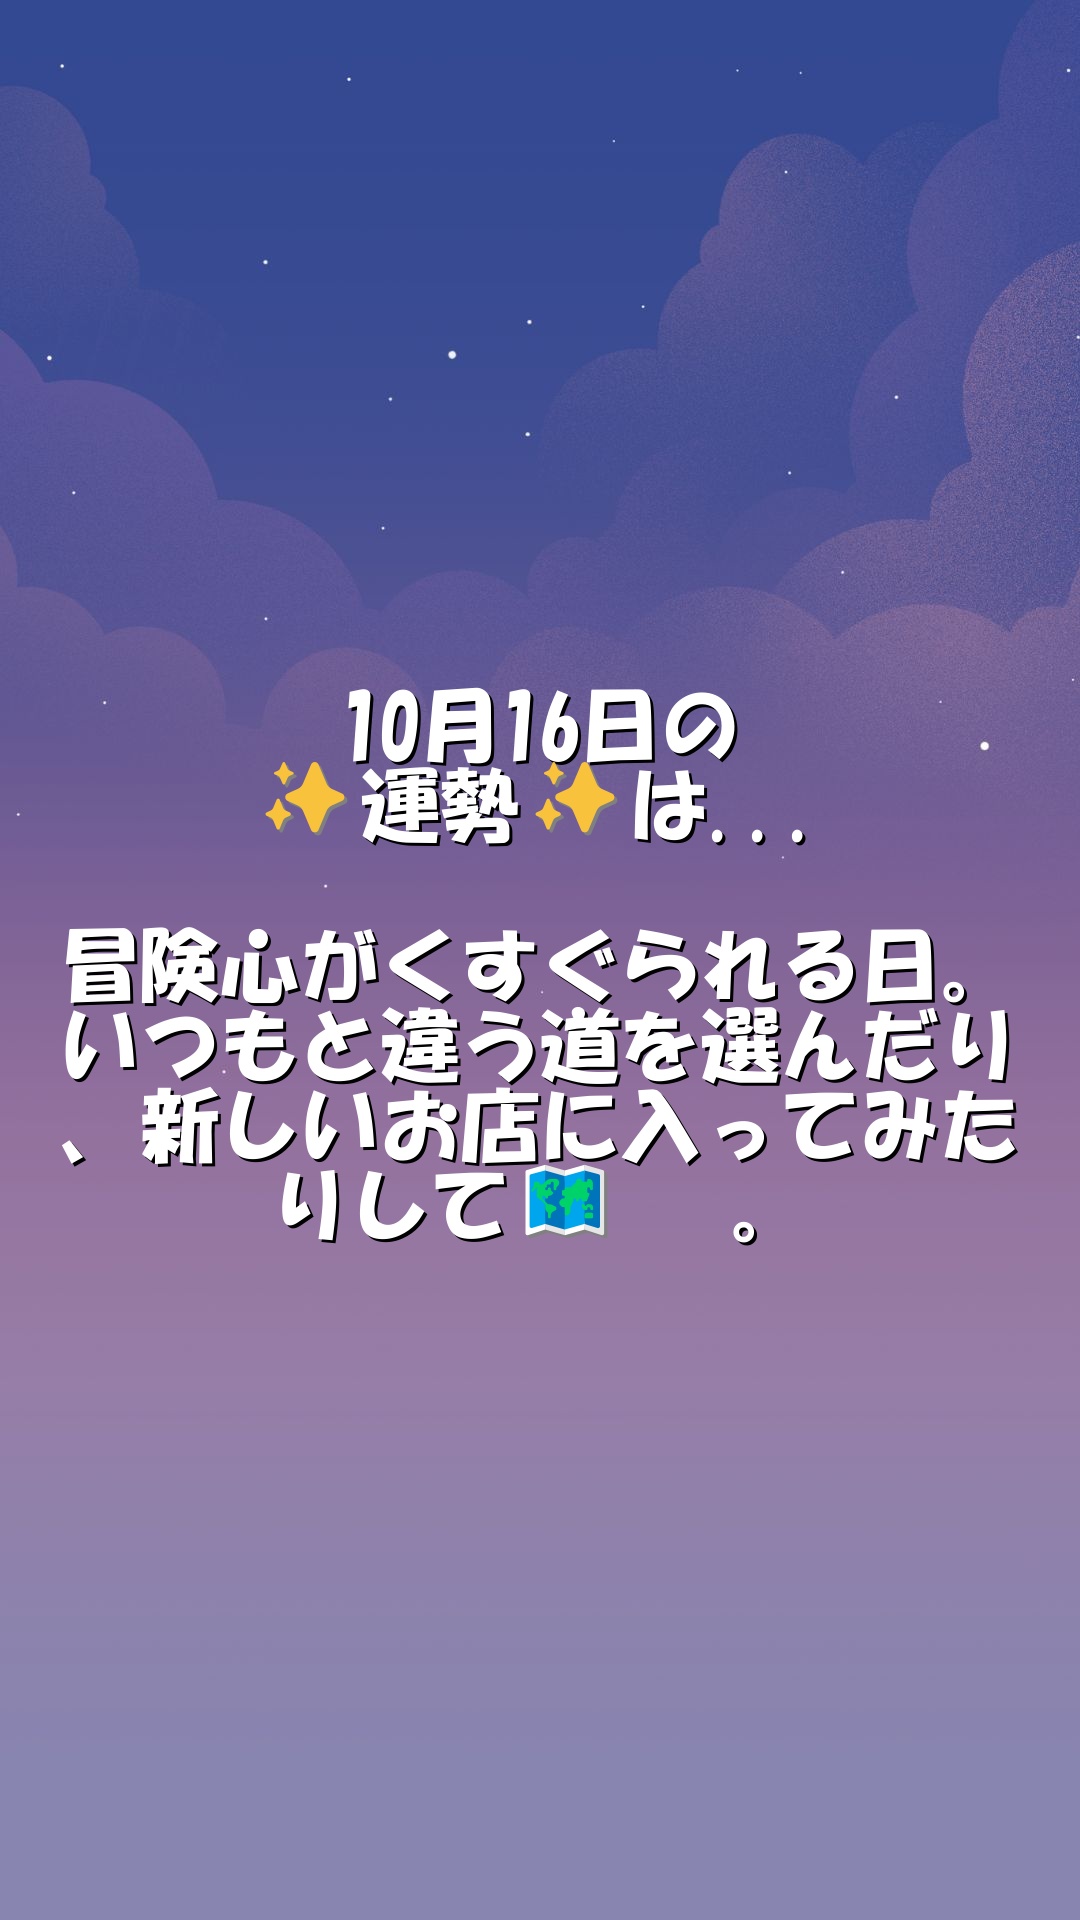 10月16日の
✨運勢✨は...
冒険心がくすぐられる日。
いつもと違う道を選んだり
、新しいお店に入ってみた
りして🗺️　。